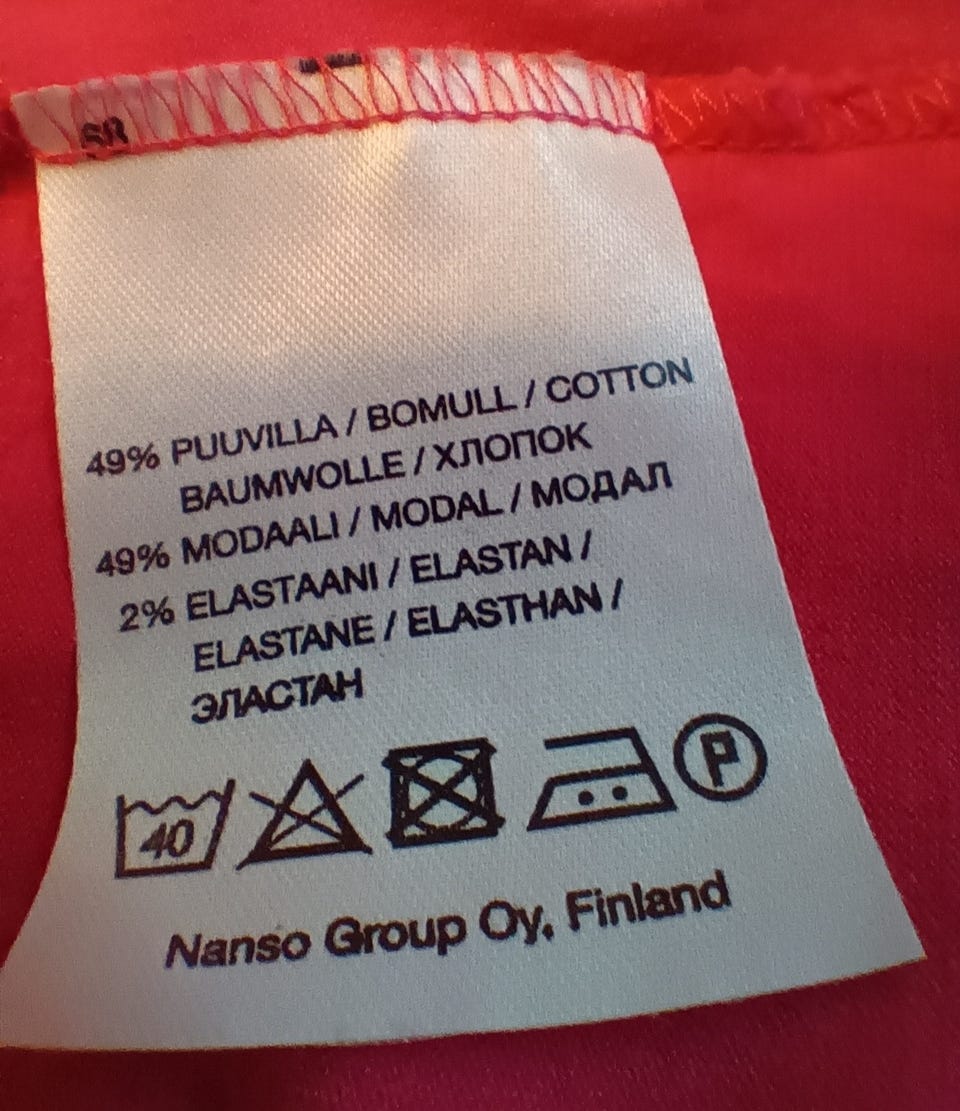 SR
49% PUUVILLA / BOMULL / COTTON
BAUMWOLLE / ХЛОПОК
49% MODAALI / MODAL / МОДАЛ
2% ELASTAANI / ELASTAN /
ELASTANE / ELASTHAN /
ЭЛАСТАН
40 P
Nanso Group Oy, Finland